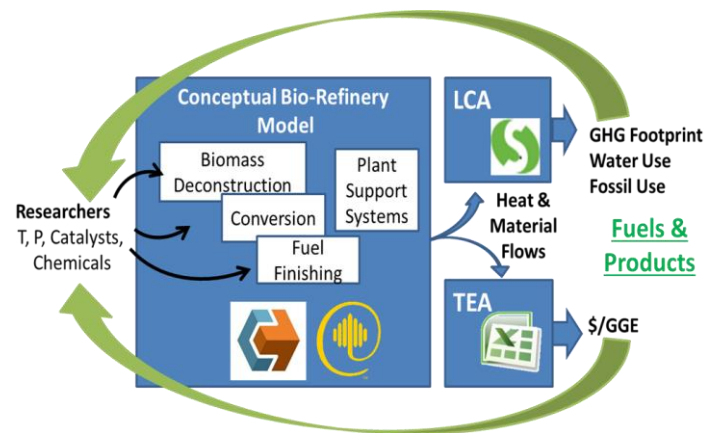 Conceptual Bio-Refinery
Model
Biomass
Deconstruction
Conversion
Fuel
Finishing
Plant
Support
Systems
Researchers
T, P, Catalysts,
Chemicals
LCA
Heat &
Material
Flows
TEA
GHG Footprint
Water Use
Fossil Use
Fuels &
Products
$/GGE